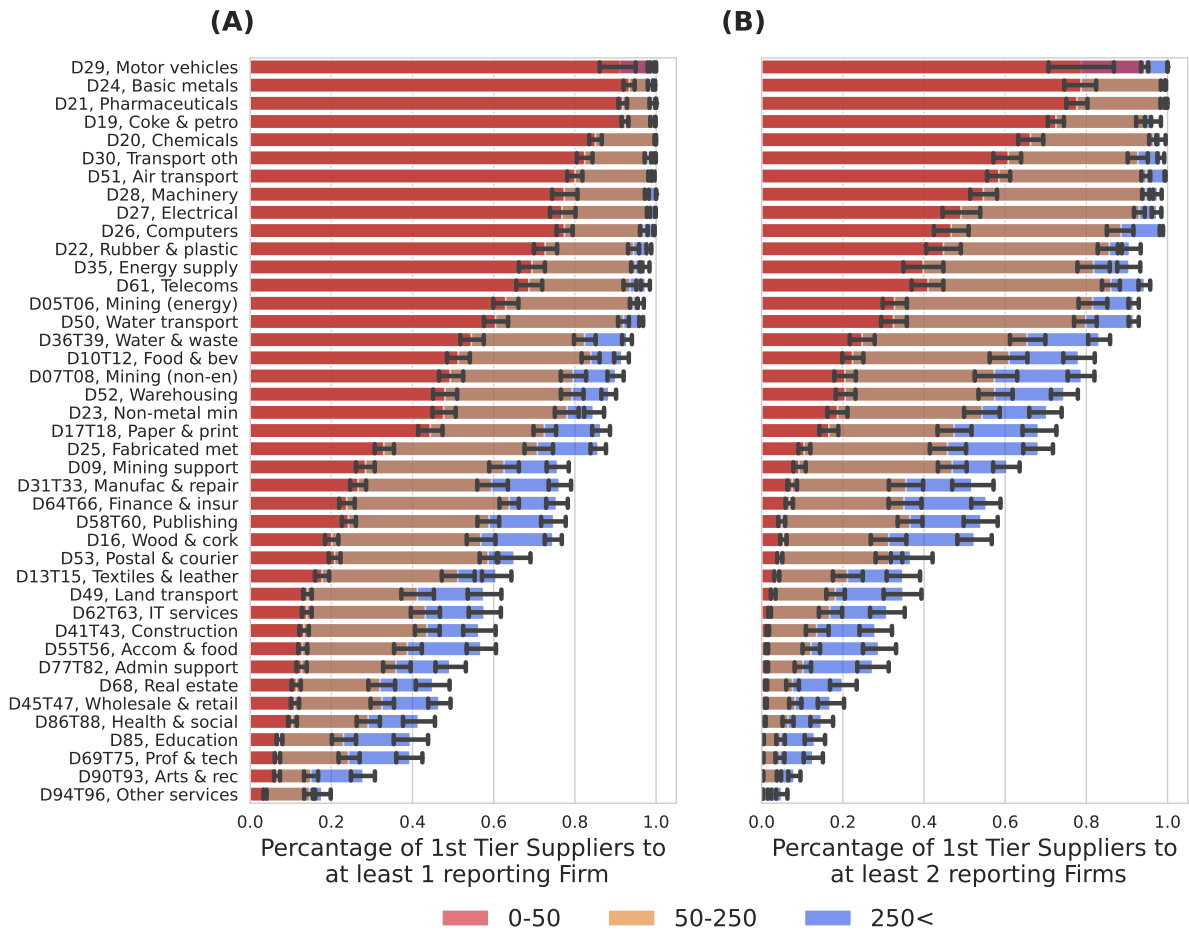 (A)
(B)
D29, Motor vehicles
D24, Basic metals
D21, Pharmaceuticals
D19, Coke & petro
D20, Chemicals
D30, Transport oth
D51, Air transport
D28, Machinery
D27, Electrical
D26, Computers
D22, Rubber & plastic
D35, Energy supply
D61, Telecoms
D05T06, Mining (energy)
D50, Water transport
D36T39, Water & waste
D10T12, Food & bev
D07T08, Mining (non-en)
D52, Warehousing
D23, Non-metal min
D17T18, Paper & print
D25, Fabricated met
D09, Mining support
D31T33, Manufac & repair
D64T66, Finance & insur
D58T60, Publishing
D16, Wood & cork
D53, Postal & courier
D13T15, Textiles & leather
D49, Land transport
D62T63, IT services
D41T43, Construction
D55T56, Accom & food
D77T82, Admin support
D68, Real estate
D45T47, Wholesale & retail
D86T88, Health & social
D85, Education
D69T75, Prof & tech
D90T93, Arts & rec
D94T96, Other services
0.0 0.2 0.4 0.6 0.8 1.0
Percantage of 1st Tier Suppliers to
at least 1 reporting Firm
0.0 0.2 0.4 0.6 0.8 1.0
Percantage of 1st Tier Suppliers to
at least 2 reporting Firms
0-50 50-250 250<